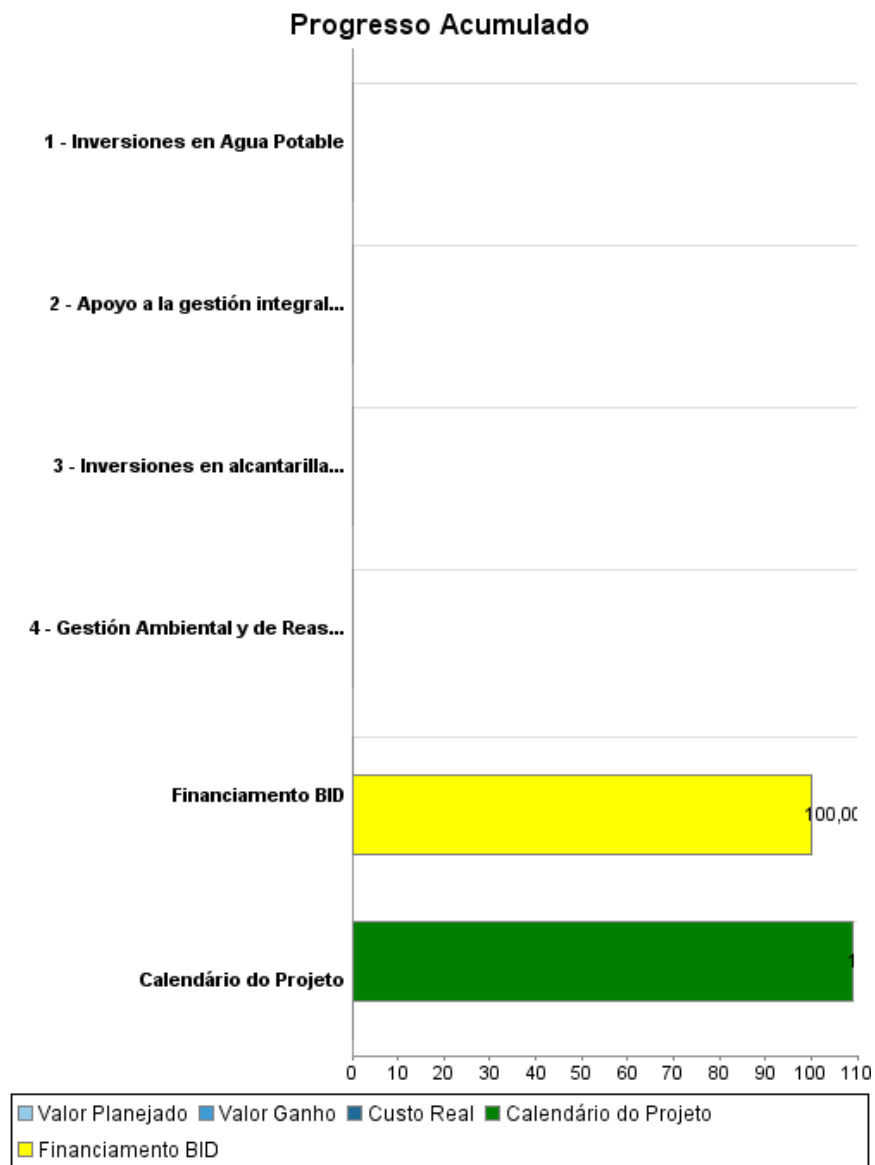 Progresso Acumulado
1 - Inversiones en Agua Potable
2 - Apoyo a la gestión integral...
3 - Inversiones en alcantarilla...
4 - Gestión Ambiental y de Reas...
Financiamento BID
100,00
Calendário do Projeto
1
0 10 20 30 40 50 60 70 80 90 100 110
Valor Planejado Valor Ganho Custo Real Calendário do Projeto
Financiamento BID